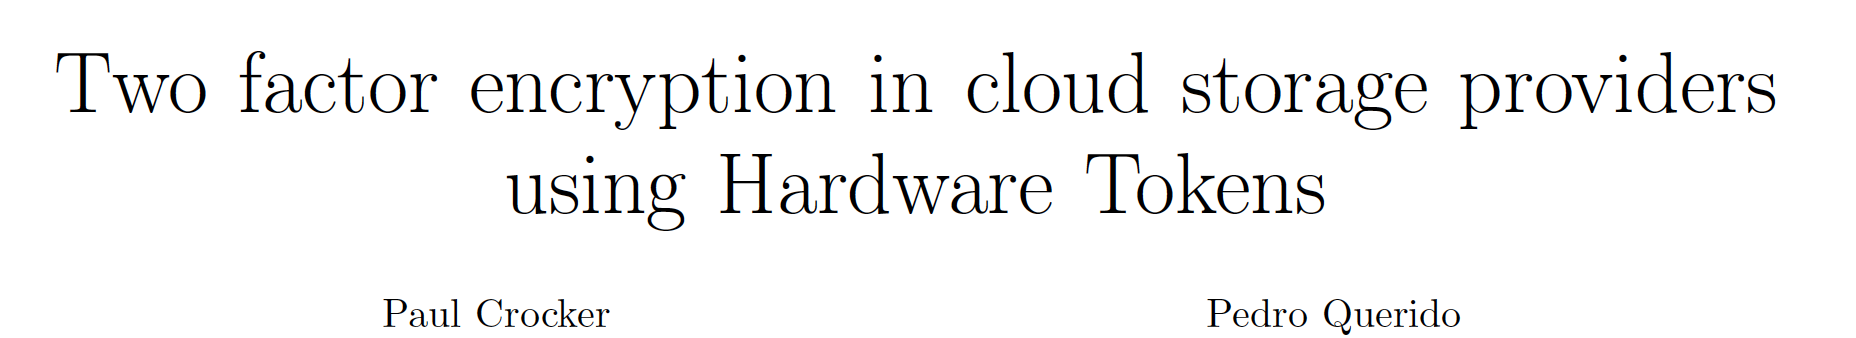 Two factor encryption in cloud storage providers
using Hardware Tokens
Paul Crocker Pedro Querido